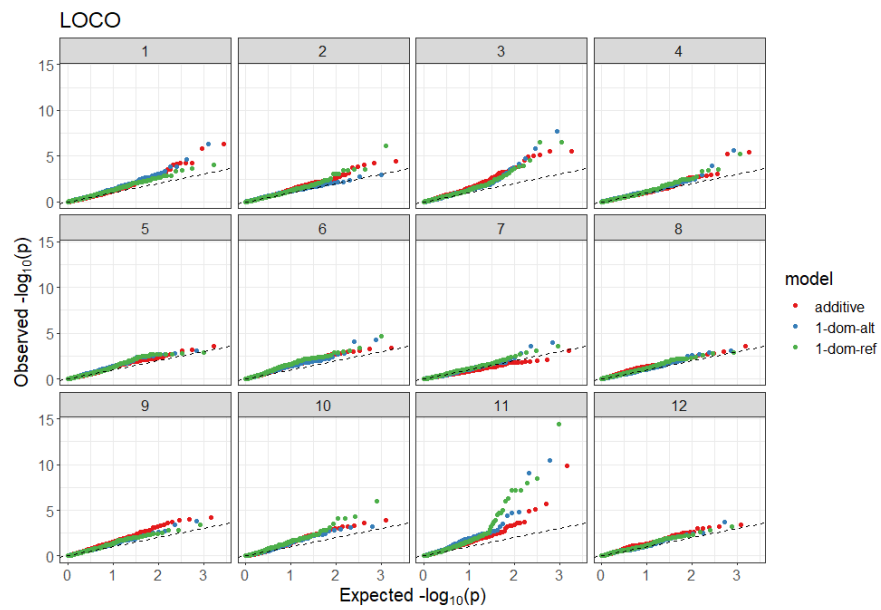 LOCO
1 2 3 4
15
10
5
0
5 6 7 8
15
10
5
0
9 10 11 12
15
10
5
0
0 1 2 3 0 1 2 3 0 1 2 3 0 1 2 3
Expected -log10(p)
Observed -log10(p)
model
additive
1-dom-alt
1-dom-ref